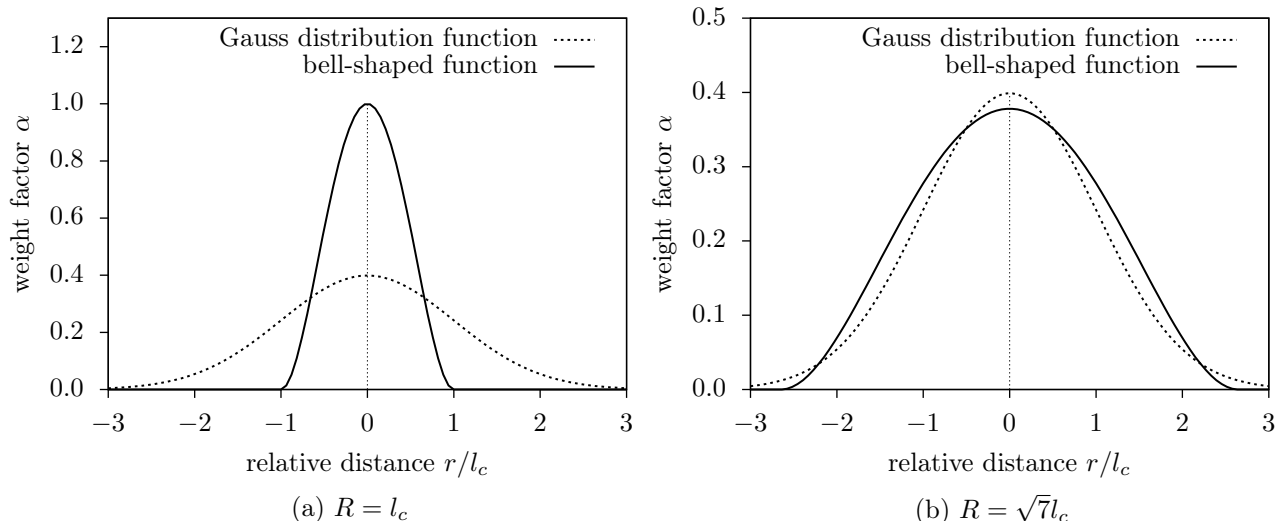 Gauss distribution function
bell-shaped function
1.2
1.0
0.8
0.6
0.4
0.2
0.0
weight factor α
−3 −2 −1 0 1 2 3
relative distance r/l_c
(a) R = l_c
Gauss distribution function
bell-shaped function
0.5
0.4
0.3
0.2
0.1
0.0
weight factor α
−3 −2 −1 0 1 2 3
relative distance r/l_c
(b) R = √7l_c